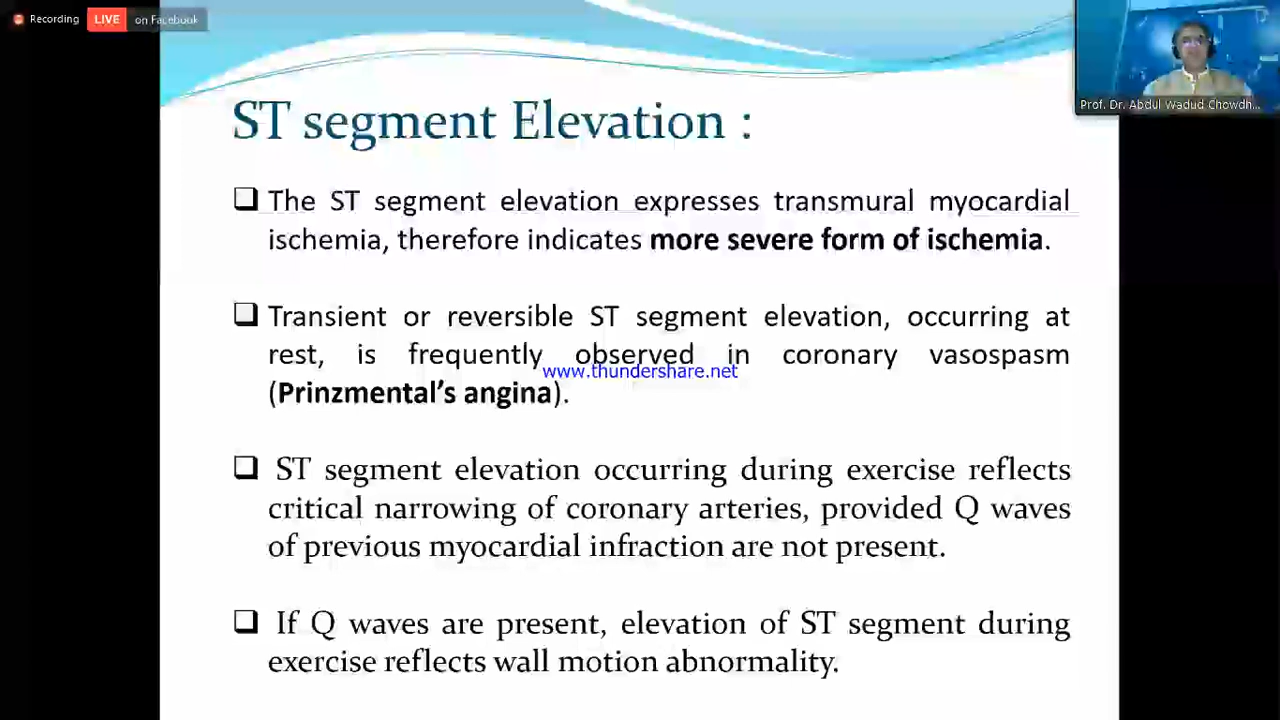 Recording LIVE on Facebook
Prof. Dr. Abdul Wadud Chowdh...
ST segment Elevation :
The ST segment elevation expresses transmural myocardial
ischemia, therefore indicates more severe form of ischemia.
Transient or reversible ST segment elevation, occurring at
rest, is frequently observed in coronary vasospasm
www.thundershare.net
(Prinzmental's angina).
ST segment elevation occurring during exercise reflects
critical narrowing of coronary arteries, provided Q waves
of previous myocardial infraction are not present.
If Q waves are present, elevation of ST segment during
exercise reflects wall motion abnormality.